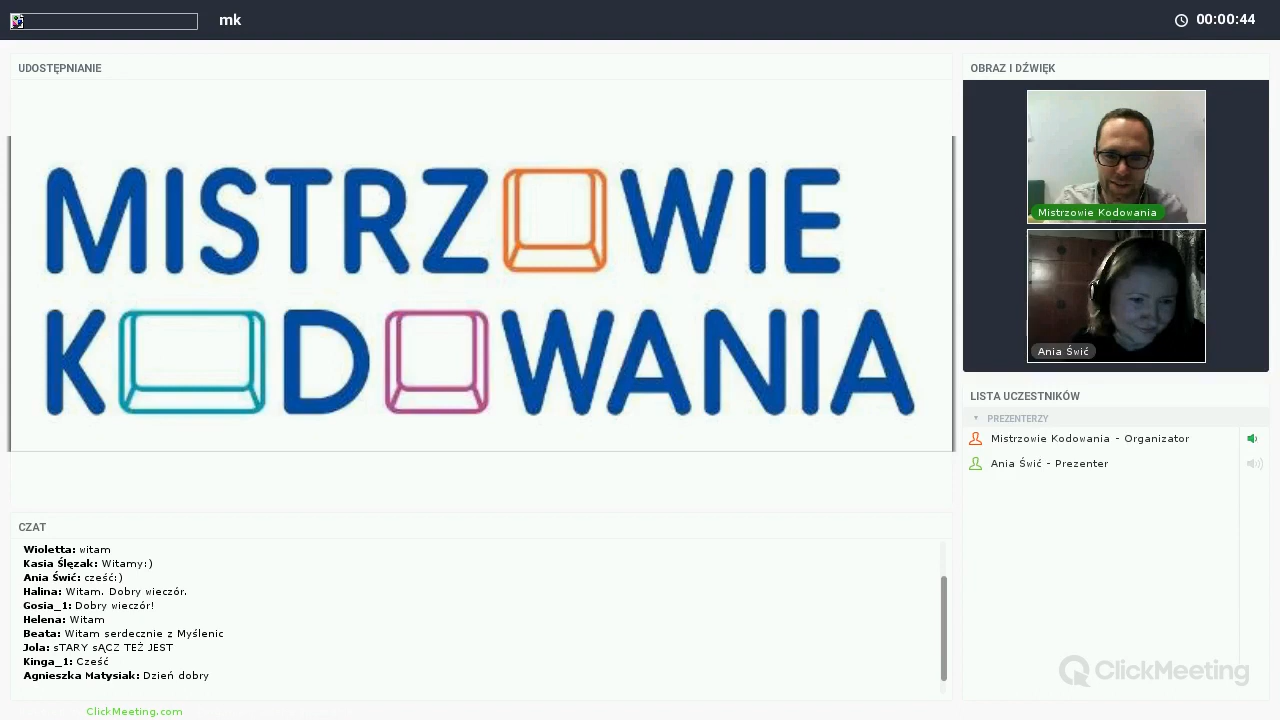 mk
00:00:44
UDOSTĘPNIANIE
MISTRZOWIE
KODOWANIA
CZAT
Wioletta: witam
Kasia Ślęzak: Witamy:)
Ania Świć: cześć:)
Halina: Witam. Dobry wieczór.
Gosia_1: Dobry wieczór!
Helena: Witam
Beata: Witam serdecznie z Myślenic
Jola: sTARY sĄCZ TEŻ JEST
Kinga_1: Cześć
Agnieszka Matysiak: Dzień dobry
ClickMeeting.com
OBRAZ I DŹWIĘK
Mistrzowie Kodowania
Ania Świć
LISTA UCZESTNIKÓW
PREZENTERZY
Mistrzowie Kodowania - Organizator
Ania Świć - Prezenter
ClickMeeting